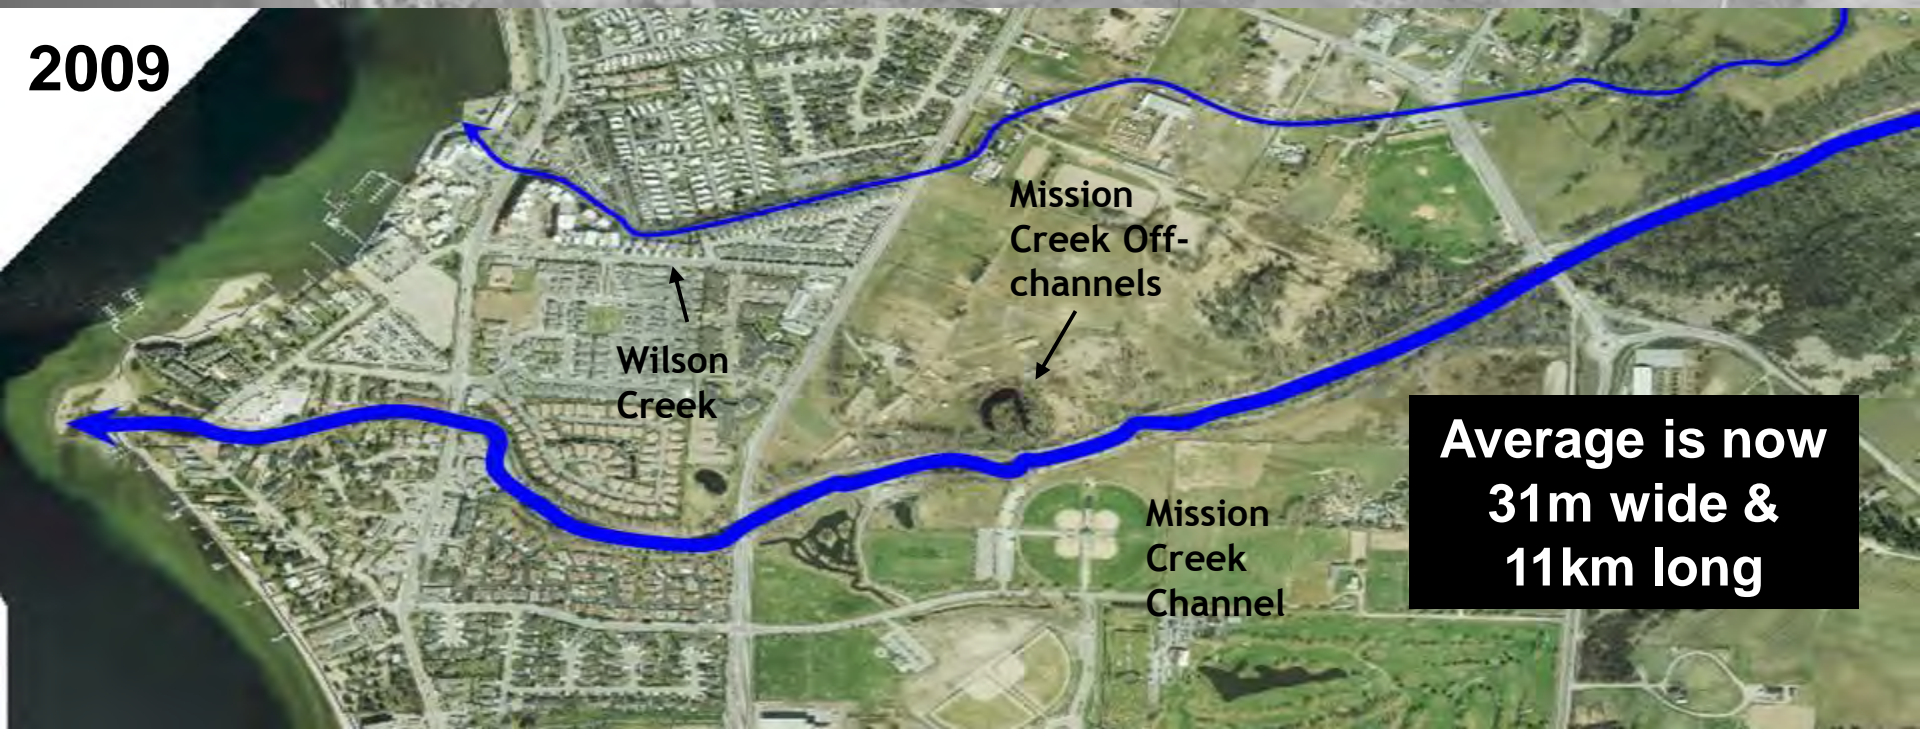 2009
Mission
Creek Off-
channels
Wilson
Creek
Average is now
31m wide &
11km long
Mission
Creek
Channel